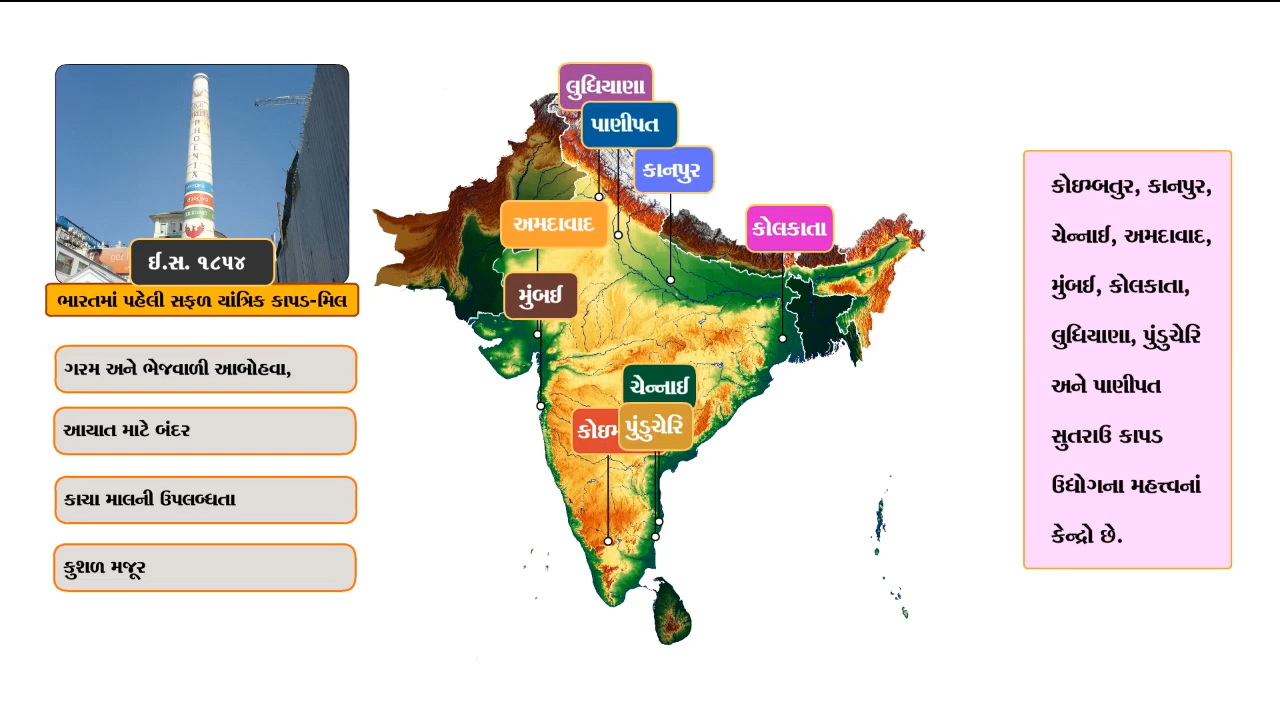 PHOENIX
ઈ.સ. ૧૮૫૪
ભારતમાં પહેલી સફળ યાંત્રિક કાપડ-મિલ
ગરમ અને ભેજવાળી આબોહવા,
આયાત માટે બંદર
કાચા માલની ઉપલબ્ધતા
કુશળ મજૂર
લુધિયાણા
પાણીપત
કાનપુર
અમદાવાદ
કોલકાતા
મુંબઈ
ચેન્નાઈ
પુંડુચેરિ
કોઇમ્બતુર, કાનપુર,
ચેન્નાઈ, અમદાવાદ,
મુંબઈ, કોલકાતા,
લુધિયાણા, પુંડુચેરિ
અને પાણીપત
સુતરાઉ કાપડ
ઉદ્યોગના મહત્ત્વનાં
કેન્દ્રો છે.